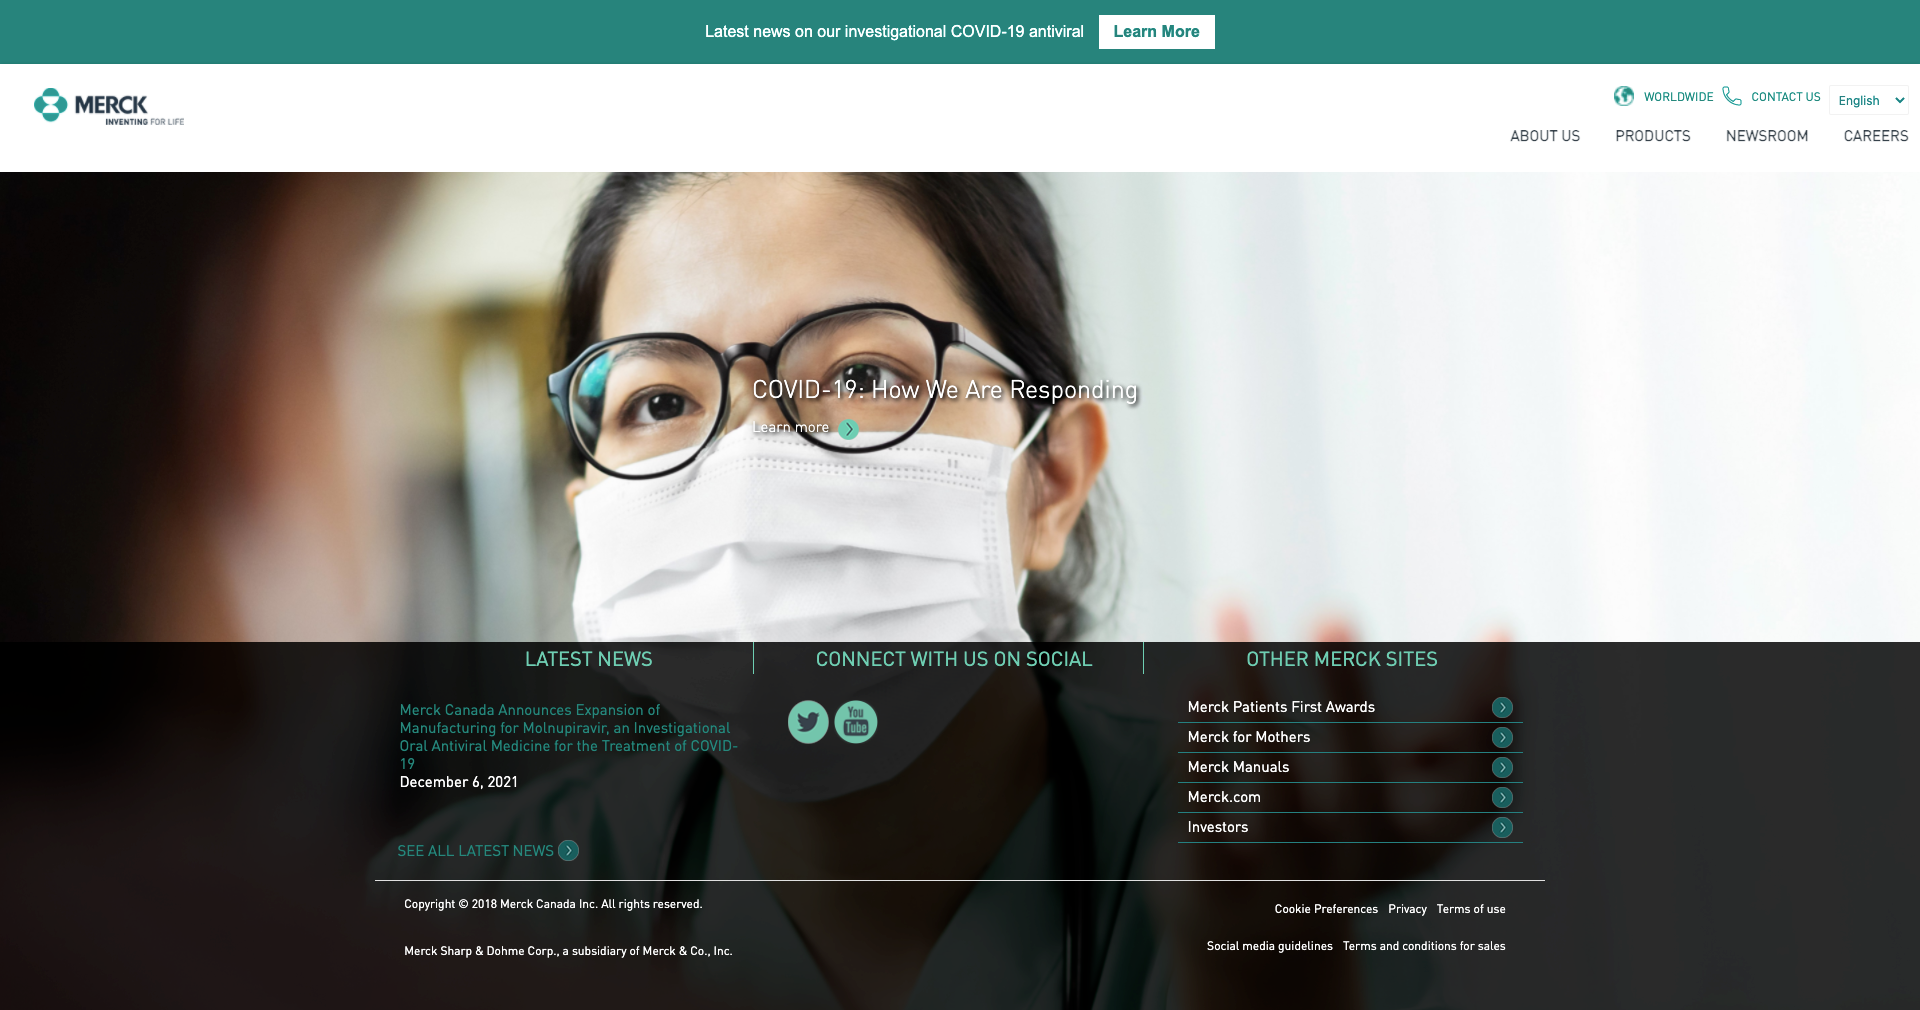 Latest news on our investigational COVID-19 antiviral Learn More
MERCK
INVENTING FOR LIFE
WORLDWIDE CONTACT US English
ABOUT US PRODUCTS NEWSROOM CAREERS
COVID-19: How We Are Responding
Learn more
LATEST NEWS
Merck Canada Announces Expansion of
Manufacturing for Molnupiravir, an Investigational
Oral Antiviral Medicine for the Treatment of COVID-
19
December 6, 2021
SEE ALL LATEST NEWS
CONNECT WITH US ON SOCIAL
You
Tube
OTHER MERCK SITES
Merck Patients First Awards
Merck for Mothers
Merck Manuals
Merck.com
Investors
Copyright © 2018 Merck Canada Inc. All rights reserved.
Merck Sharp & Dohme Corp., a subsidiary of Merck & Co., Inc.
Cookie Preferences Privacy Terms of use
Social media guidelines Terms and conditions for sales